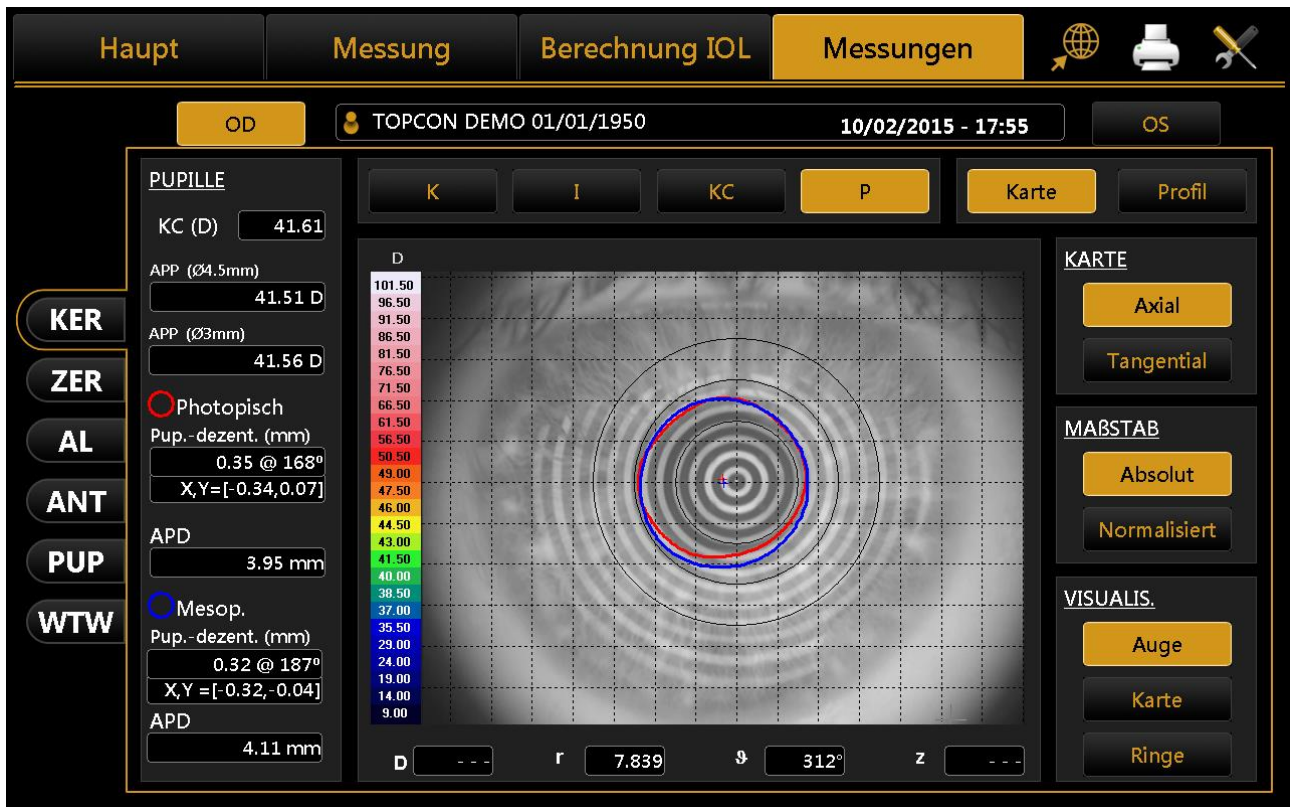 Haupt
Messung
Berechnung IOL
Messungen
OD
TOPCON DEMO 01/01/1950
10/02/2015 - 17:55
OS
KER
ZER
AL
ANT
PUP
WTW
PUPILLE
KC (D) 41.61
APP (Ø4.5mm)
41.51 D
APP (Ø3mm)
41.56 D
Photopisch
Pup.-dezent. (mm)
0.35 @ 168º
X,Y=[-0.34,0.07]
APD
3.95 mm
Mesop.
Pup.-dezent. (mm)
0.32 @ 187º
X,Y =[-0.32,-0.04]
APD
4.11 mm
K
I
KC
P
Karte
Profil
D
101.50
96.50
91.50
86.50
81.50
76.50
71.50
66.50
61.50
56.50
50.50
49.00
47.50
46.00
44.50
43.00
41.50
40.00
38.50
37.00
35.50
29.00
24.00
19.00
14.00
9.00
D - - -
r 7.839
ϑ 312°
z - - -
KARTE
Axial
Tangential
MAßSTAB
Absolut
Normalisiert
VISUALIS.
Auge
Karte
Ringe